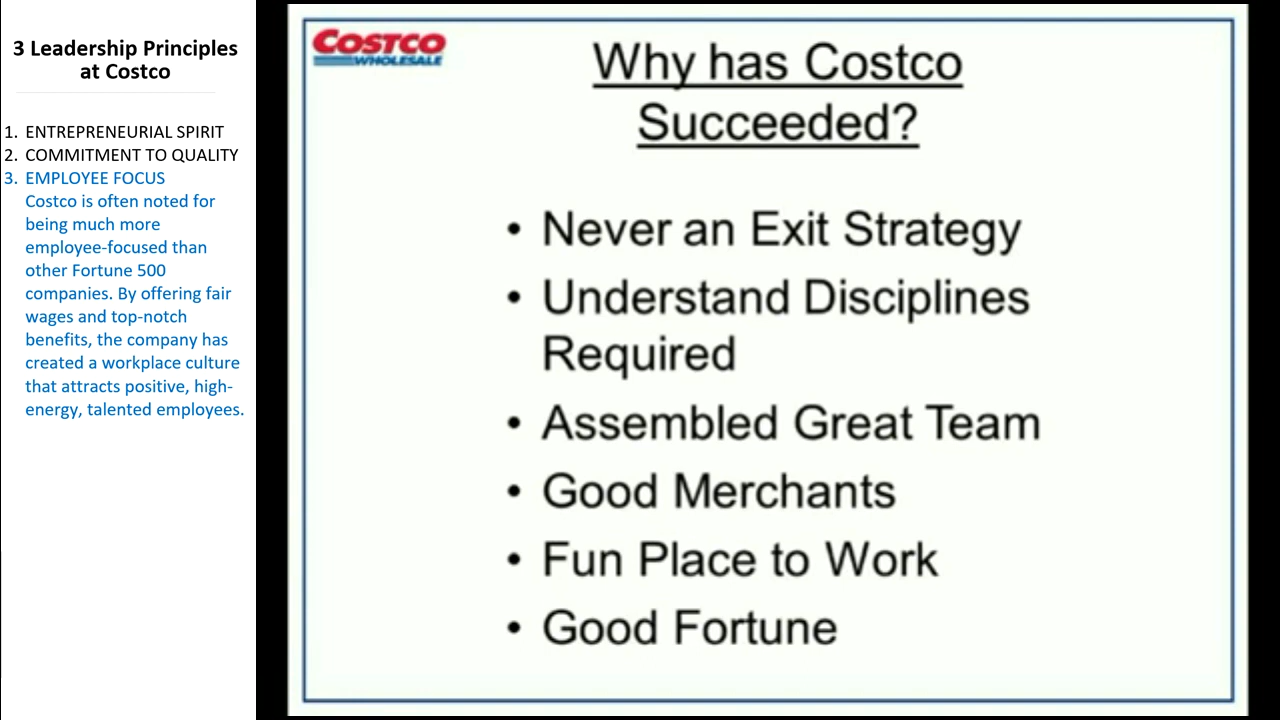 3 Leadership Principles
at Costco
1. ENTREPRENEURIAL SPIRIT
2. COMMITMENT TO QUALITY
3. EMPLOYEE FOCUS
Costco is often noted for
being much more
employee-focused than
other Fortune 500
companies. By offering fair
wages and top-notch
benefits, the company has
created a workplace culture
that attracts positive, high-
energy, talented employees.
COSTCO
WHOLESALE
Why has Costco
Succeeded?
• Never an Exit Strategy
• Understand Disciplines
Required
• Assembled Great Team
• Good Merchants
• Fun Place to Work
• Good Fortune